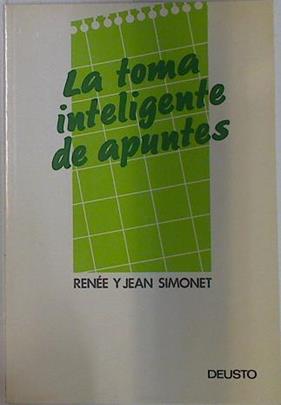 La toma
inteligente
de apuntes
RENÉE Y JEAN SIMONET
DEUSTO